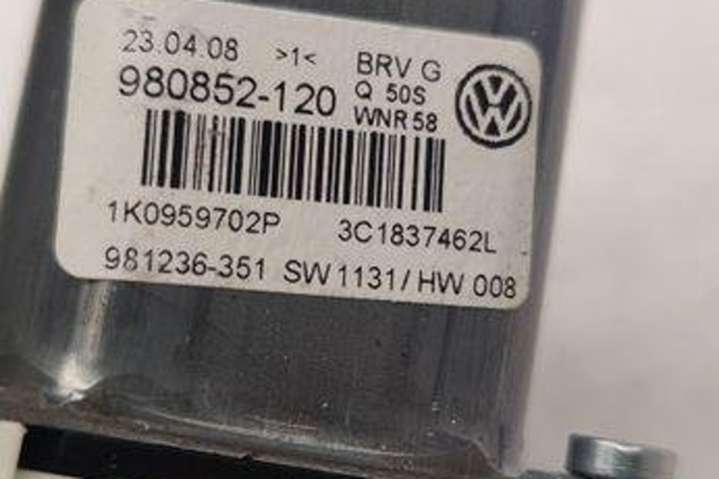 23.04.08 >1< BRV G
980852-120 Q 50S
WNR 58
1K0959702P 3C1837462L
981236-351 SW 1131 / HW 008